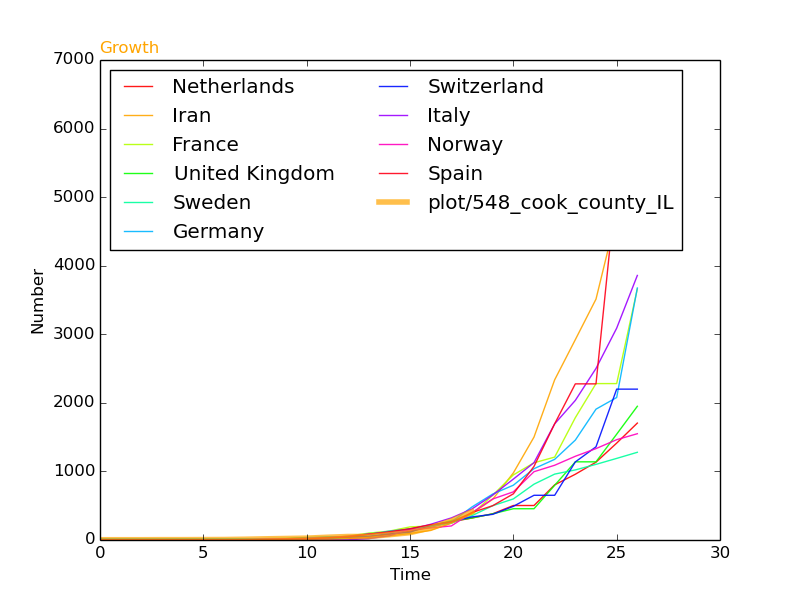 Growth
7000
6000
5000
4000
3000
2000
1000
0
Number
Netherlands
Iran
France
United Kingdom
Sweden
Germany
Switzerland
Italy
Norway
Spain
plot/548_cook_county_IL
0 5 10 15 20 25 30
Time